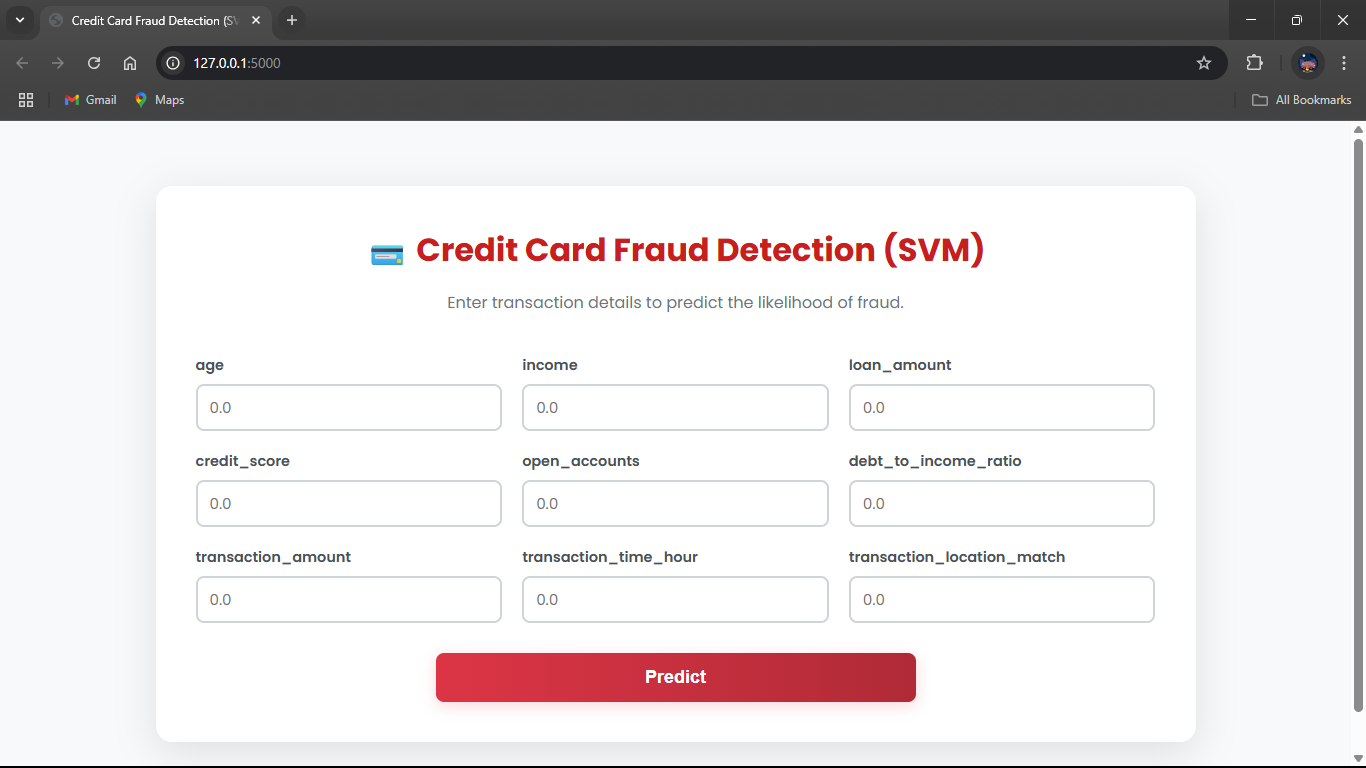 Credit Card Fraud Detection (S
127.0.0.1:5000
Gmail
Maps
All Bookmarks
Credit Card Fraud Detection (SVM)
Enter transaction details to predict the likelihood of fraud.
age
income
loan_amount
0.0
0.0
0.0
credit_score
open_accounts
debt_to_income_ratio
0.0
0.0
0.0
transaction_amount
transaction_time_hour
transaction_location_match
0.0
0.0
0.0
Predict